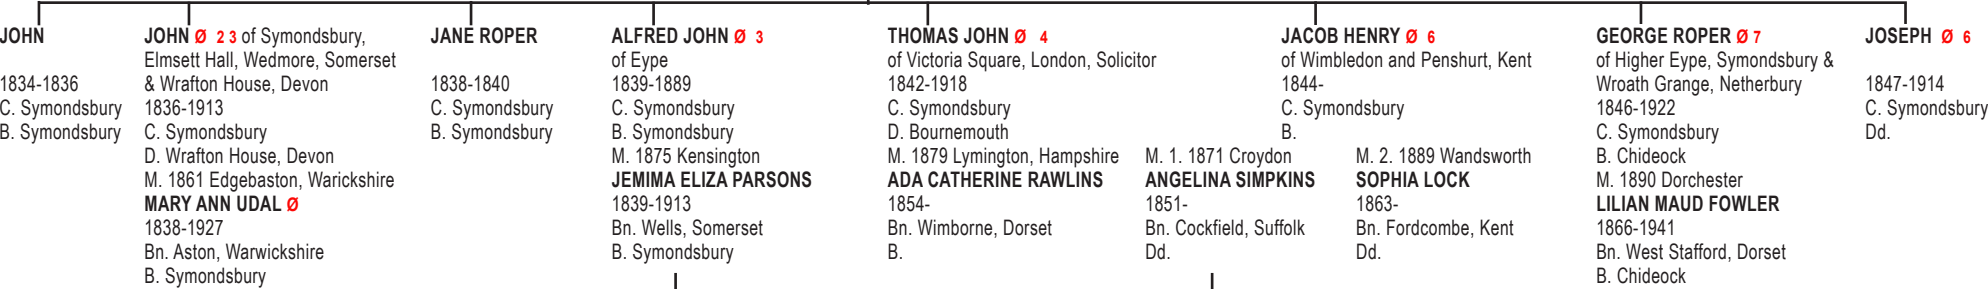 JOHN
1834-1836
C. Symondsbury
B. Symondsbury
JOHN Ø 2 3 of Symondsbury,
Elmsett Hall, Wedmore, Somerset
& Wrafton House, Devon
1836-1913
C. Symondsbury
D. Wrafton House, Devon
M. 1861 Edgebaston, Warickshire
MARY ANN UDAL Ø
1838-1927
Bn. Aston, Warwickshire
B. Symondsbury
JANE ROPER
1838-1840
C. Symondsbury
B. Symondsbury
ALFRED JOHN Ø 3
of Eype
1839-1889
C. Symondsbury
B. Symondsbury
M. 1875 Kensington
JEMIMA ELIZA PARSONS
1839-1913
Bn. Wells, Somerset
B. Symondsbury
THOMAS JOHN Ø 4
of Victoria Square, London, Solicitor
1842-1918
C. Symondsbury
D. Bournemouth
M. 1879 Lymington, Hampshire
ADA CATHERINE RAWLINS
1854-
Bn. Wimborne, Dorset
B.
JACOB HENRY Ø 6
of Wimbledon and Penshurt, Kent
1844-
C. Symondsbury
B.
M. 1. 1871 Croydon
ANGELINA SIMPKINS
1851-
Bn. Cockfield, Suffolk
Dd.
M. 2. 1889 Wandsworth
SOPHIA LOCK
1863-
Bn. Fordcombe, Kent
Dd.
GEORGE ROPER Ø 7
of Higher Eype, Symondsbury &
Wroath Grange, Netherbury
1846-1922
C. Symondsbury
B. Chideock
M. 1890 Dorchester
LILIAN MAUD FOWLER
1866-1941
Bn. West Stafford, Dorset
B. Chideock
JOSEPH Ø 6
1847-1914
C. Symondsbury
Dd.